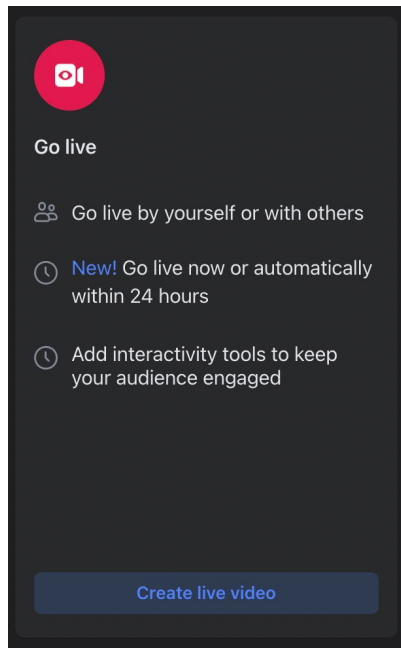 Go live
Go live by yourself or with others
New! Go live now or automatically
within 24 hours
Add interactivity tools to keep
your audience engaged
Create live video